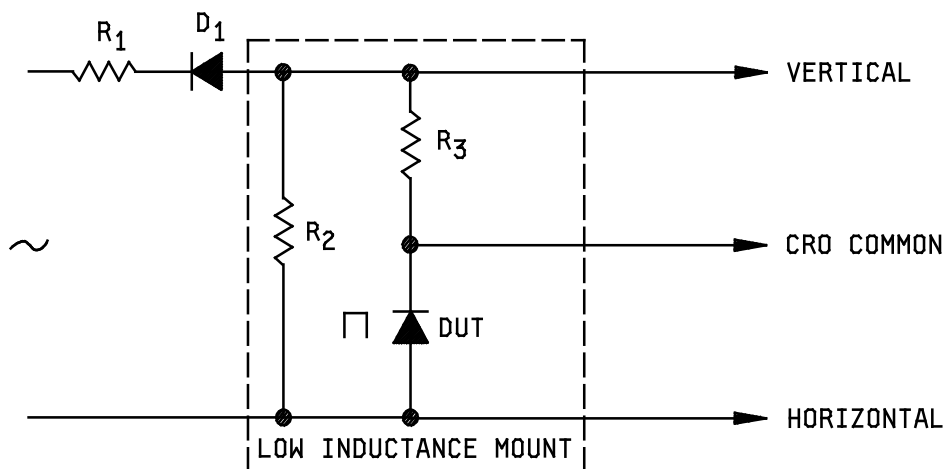 R1
D1
VERTICAL
R3
R2
CRO COMMON
DUT
HORIZONTAL
LOW INDUCTANCE MOUNT